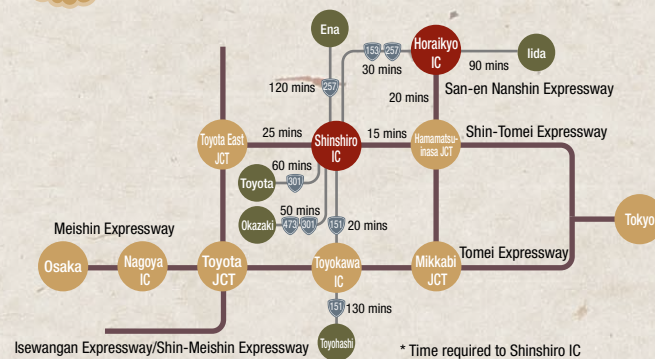 Ena
153 257
Horaikyo
IC
Iida
30 mins
90 mins
257
120 mins
20 mins
San-en Nanshin Expressway
Toyota East
JCT
25 mins
Shinshiro
IC
15 mins
Hamamatsu-
inasa JCT
Shin-Tomei Expressway
60 mins
Toyota
301
50 mins
Okazaki
473 301
151
20 mins
Tokyo
Meishin Expressway
Tomei Expressway
Osaka
Nagoya
IC
Toyota
JCT
Toyokawa
IC
Mikkabi
JCT
151
130 mins
Isewangan Expressway/Shin-Meishin Expressway
Toyohashi
* Time required to Shinshiro IC